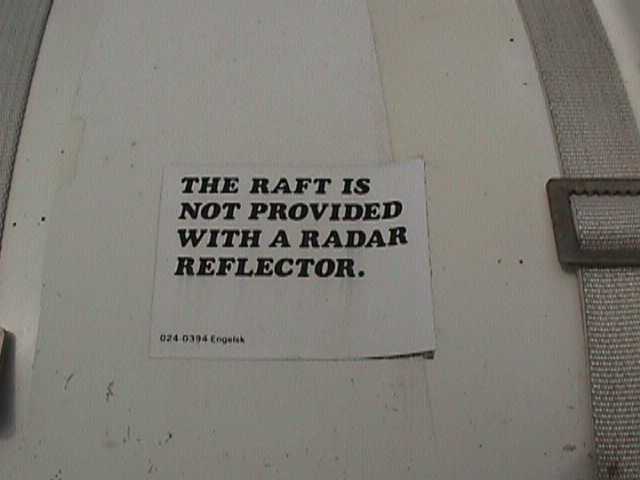 THE RAFT IS
NOT PROVIDED
WITH A RADAR
REFLECTOR.
024-0394 Engelsk